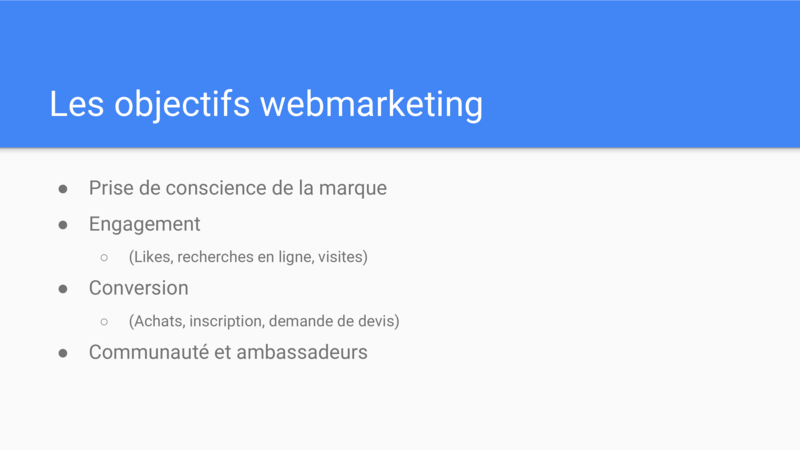 Les objectifs webmarketing
● Prise de conscience de la marque
● Engagement
○ (Likes, recherches en ligne, visites)
● Conversion
○ (Achats, inscription, demande de devis)
● Communauté et ambassadeurs